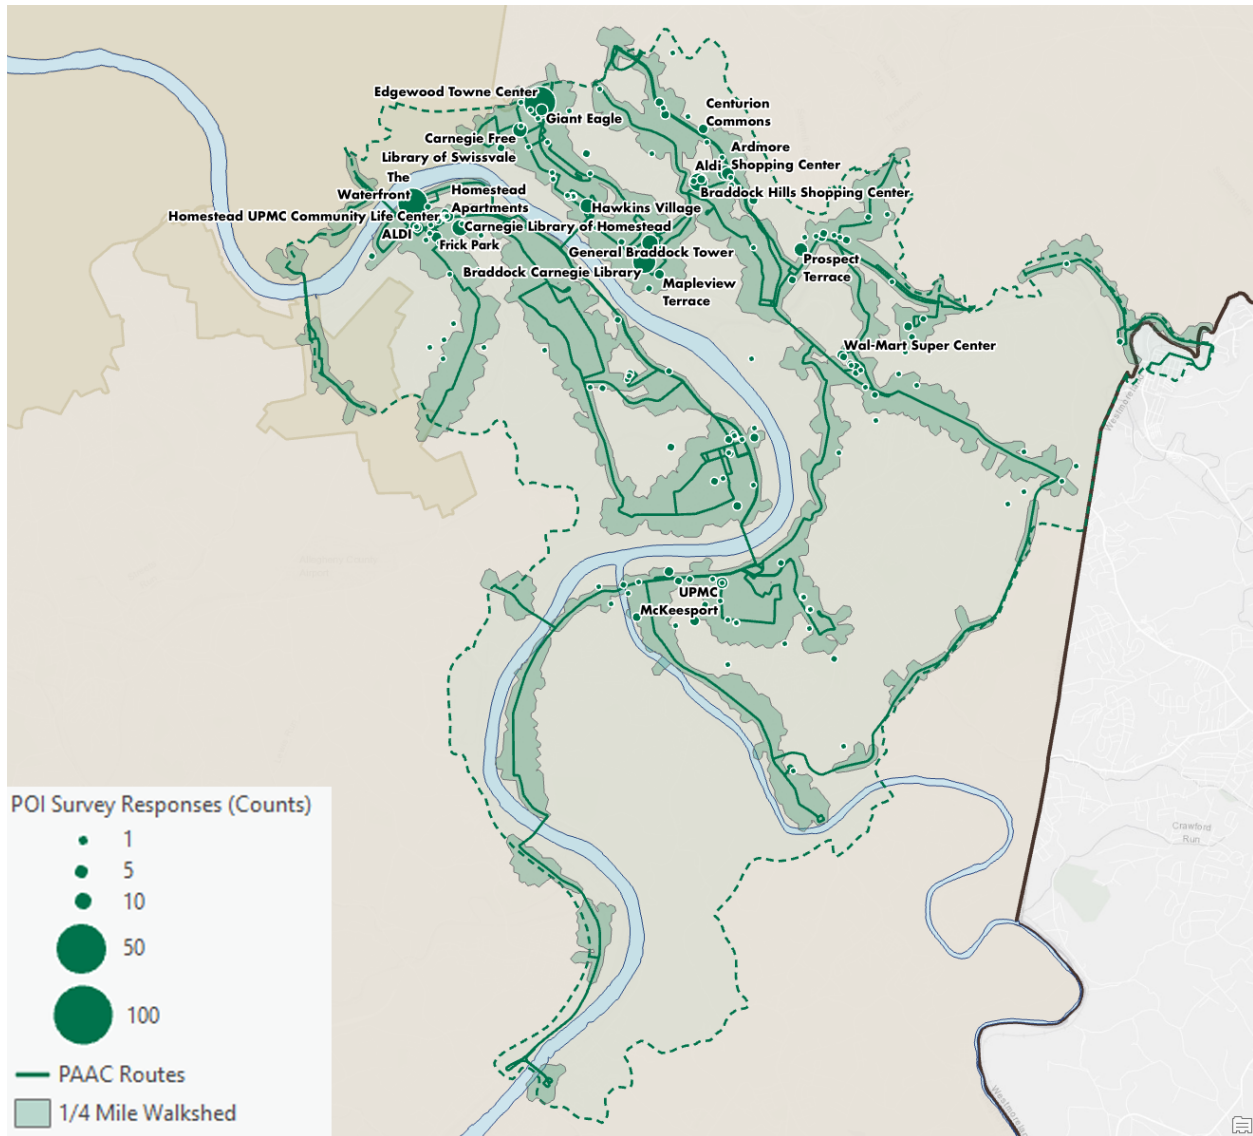 Edgewood Towne Center
Giant Eagle
Centurion
Commons
Carnegie Free
Library of Swissvale
Ardmore
Shopping Center
Aldi
Braddock Hills Shopping Center
The
Waterfront
Homestead
Apartments
Hawkins Village
Homestead UPMC Community Life Center
Carnegie Library of Homestead
ALDI
Frick Park
General Braddock Tower
Braddock Carnegie Library
Mapleview
Terrace
Prospect
Terrace
Wal-Mart Super Center
UPMC
McKeesport
Crawford
Run
POI Survey Responses (Counts)
1
5
10
50
100
PAAC Routes
1/4 Mile Walkshed